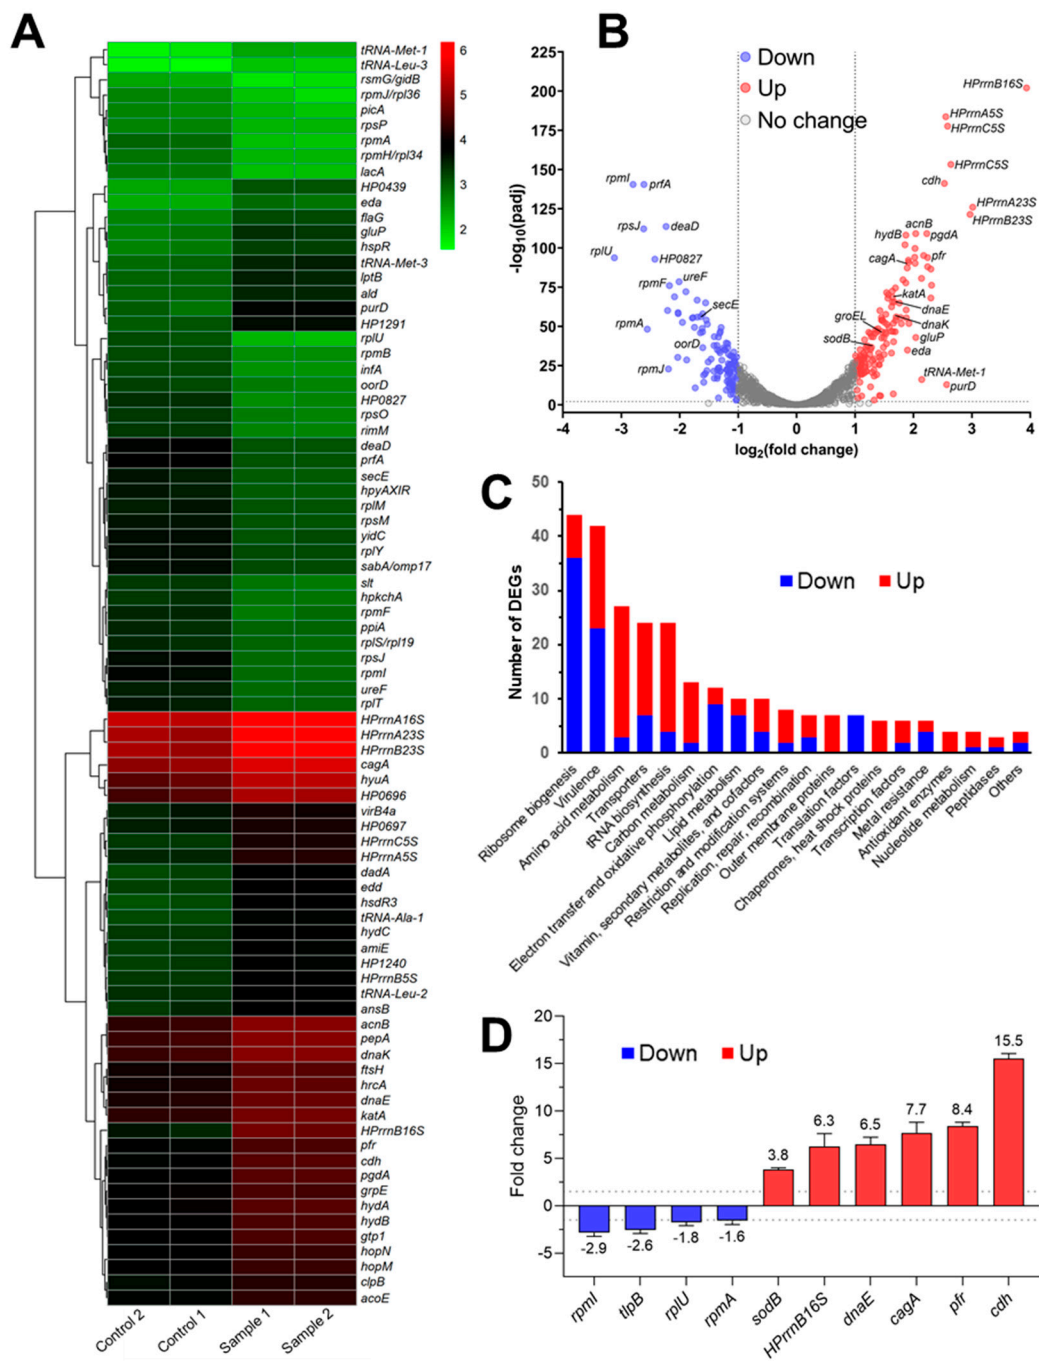 A
tRNA-Met-1
tRNA-Leu-3
rsmG/gidB
rpmJ/rpl36
picA
rpsP
rpmA
rpmH/rpl34
lacA
HP0439
eda
flaG
gluP
hspR
tRNA-Met-3
lptB
ald
purD
HP1291
rplU
rpmB
infA
oorD
HP0827
rpsO
rimM
deaD
prfA
secE
hpyAXIR
rplM
rpsM
yidC
rplY
sabA/omp17
slt
hpkchA
rpmF
ppiA
rplS/rpl19
rpsJ
rpmI
ureF
rplT
HPrrnA16S
HPrrnA23S
HPrrnB23S
cagA
hyuA
HP0696
virB4a
HP0697
HPrrnC5S
HPrrnA5S
dadA
edd
hsdR3
tRNA-Ala-1
hydC
amiE
HP1240
HPrrnB5S
tRNA-Leu-2
ansB
acnB
pepA
dnaK
ftsH
hrcA
dnaE
katA
HPrrnB16S
pfr
cdh
pgdA
grpE
hydA
hydB
gtp1
hopN
hopM
clpB
acoE
Control 2
Control 1
Sample 1
Sample 2
6
5
4
3
2
B
Down
Up
No change
225
200
175
150
125
100
75
50
25
0
-log10(padj)
-4
-3
-2
-1
0
1
2
3
4
log2(fold change)
HPrrnB16S
HPrrnA5S
HPrrnC5S
HPrrnC5S
cdh
HPrrnA23S
HPrrnB23S
acnB
hydB
pgdA
cagA
pfr
katA
dnaE
groEL
dnaK
sodB
gluP
eda
tRNA-Met-1
purD
rpmI
prfA
rpsJ
deaD
rplU
HP0827
rpmF
ureF
secE
rpmA
oorD
rpmJ
C
Down
Up
50
40
30
20
10
0
Number of DEGs
Ribosome biogenesis
Virulence
Amino acid metabolism
Transporters
tRNA biosynthesis
Carbon metabolism
Electron transfer and oxidative phosphorylation
Lipid metabolism
Vitamin, secondary metabolites, and cofactors
Restriction and modification systems
Replication, repair, recombination
Outer membrane proteins
Translation factors
Chaperones, heat shock proteins
Transcription factors
Metal resistance
Antioxidant enzymes
Nucleotide metabolism
Peptidases
Others
D
Down
Up
20
15
10
5
0
-5
Fold change
-2.9
-2.6
-1.8
-1.6
3.8
6.3
6.5
7.7
8.4
15.5
rpmI
tlpB
rplU
rpmA
sodB
HPrrnB16S
dnaE
cagA
pfr
cdh